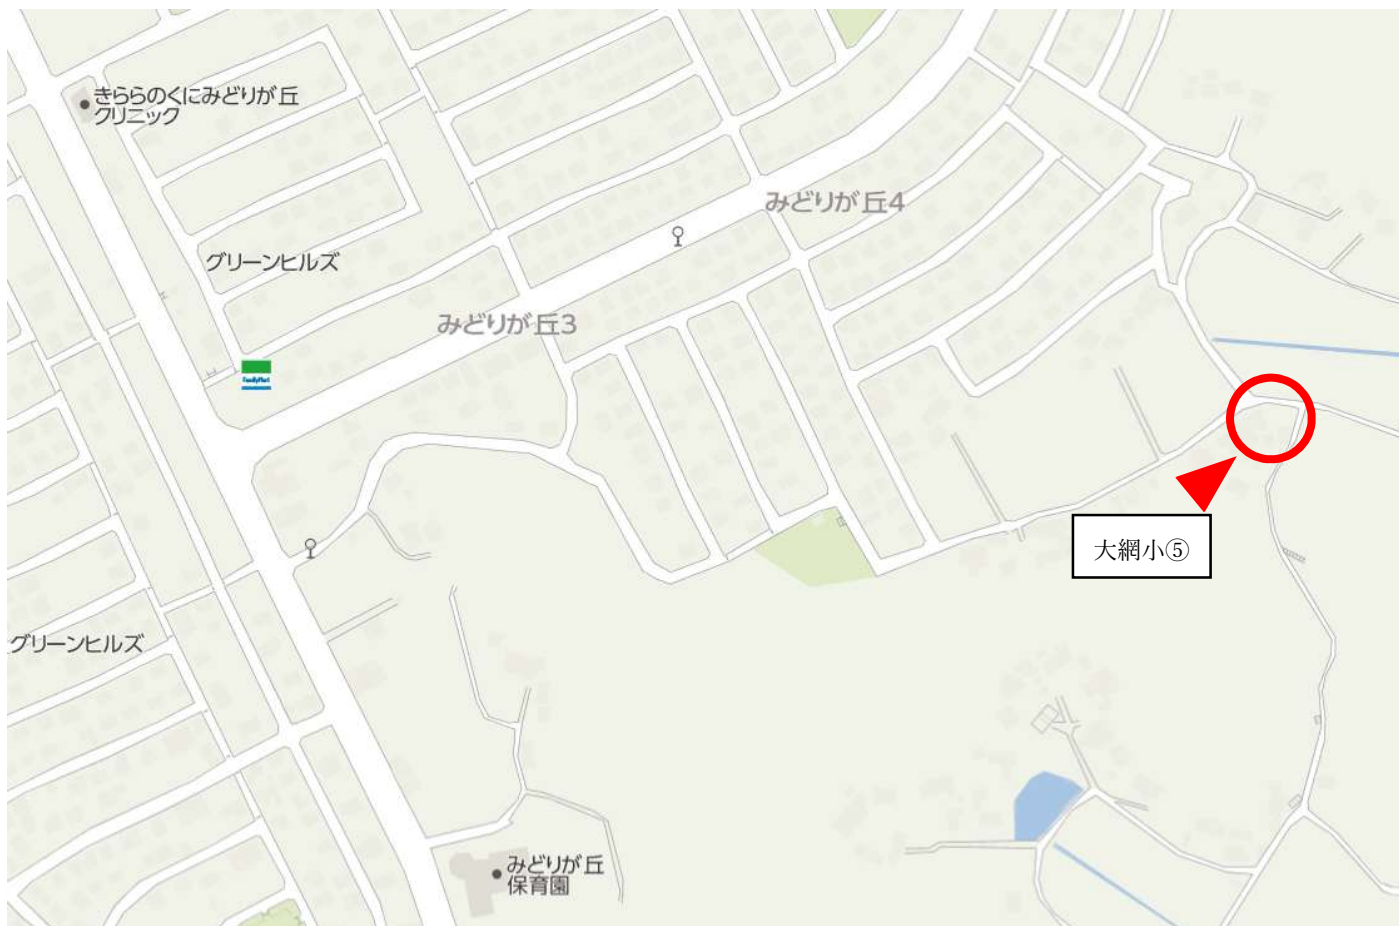 きららのくにみどりが丘
クリニック
みどりが丘4
グリーンヒルズ
みどりが丘3
FamilyMart
大網小⑤
グリーンヒルズ
みどりが丘
保育園